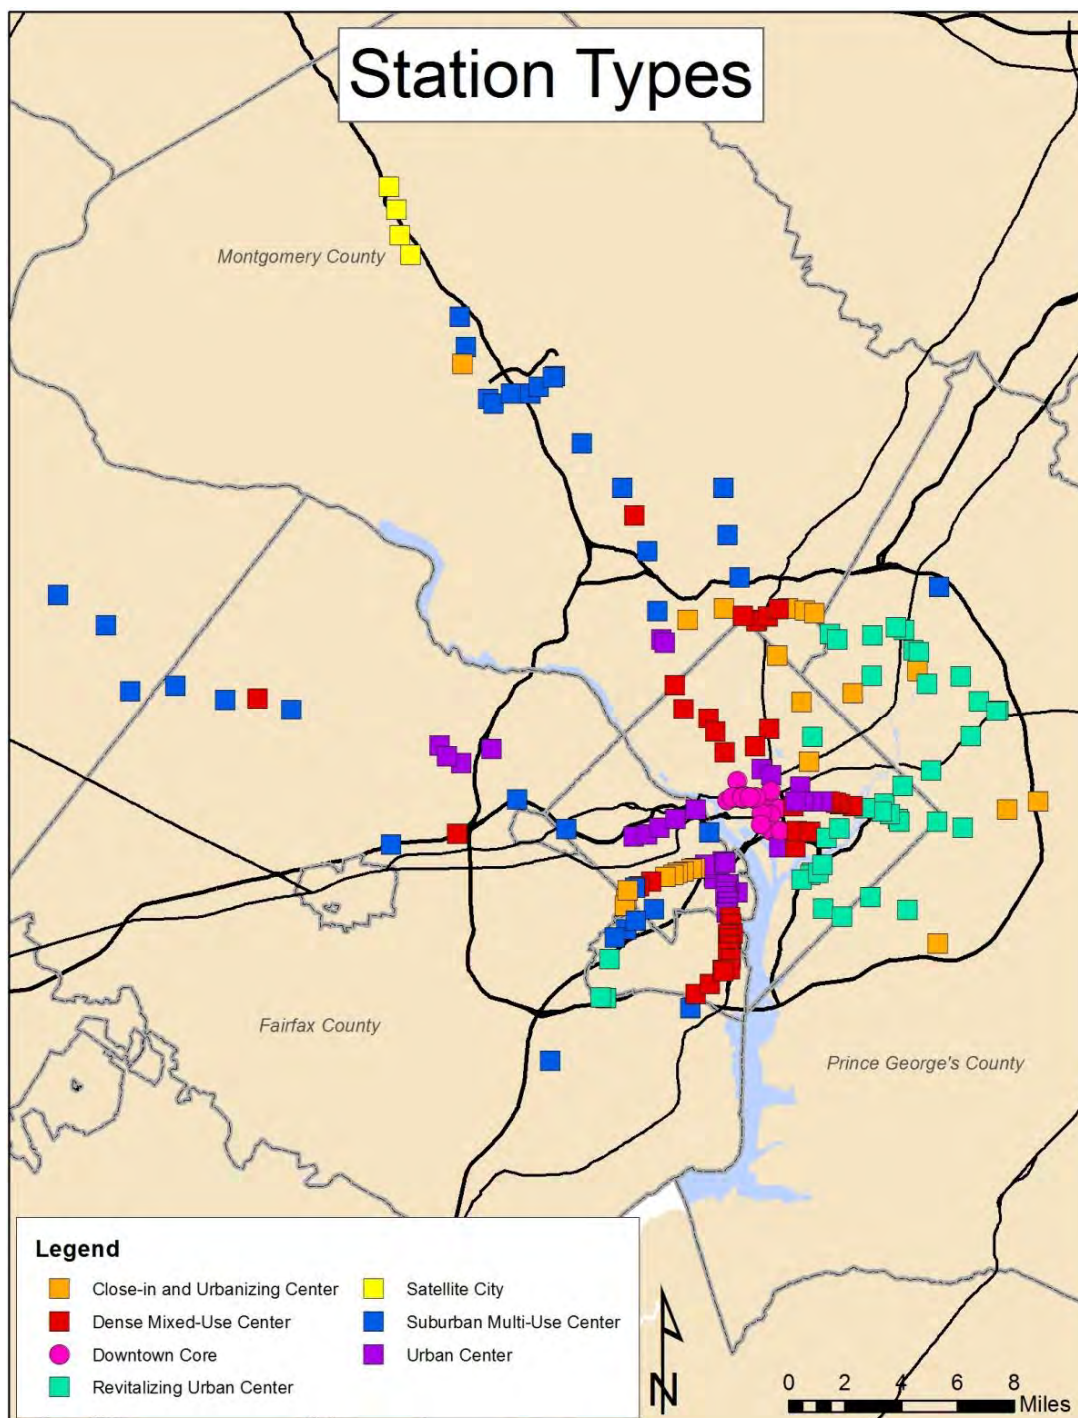 Station Types
Montgomery County
Fairfax County
Prince George's County
Legend
Close-in and Urbanizing Center
Dense Mixed-Use Center
Downtown Core
Revitalizing Urban Center
Satellite City
Suburban Multi-Use Center
Urban Center
N
0 2 4 6 8
Miles